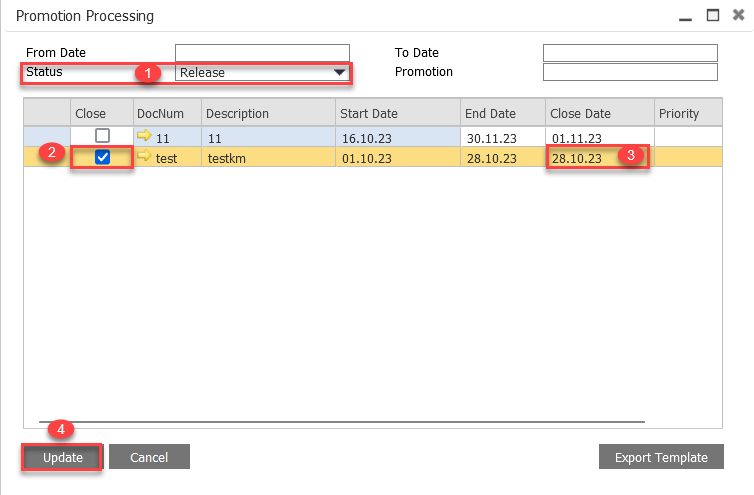 Promotion Processing
From Date To Date
Status 1 Release Promotion
Close DocNum Description Start Date End Date Close Date Priority
11 11 16.10.23 30.11.23 01.11.23
2 test testkm 01.10.23 28.10.23 28.10.23 3
4
Update Cancel Export Template